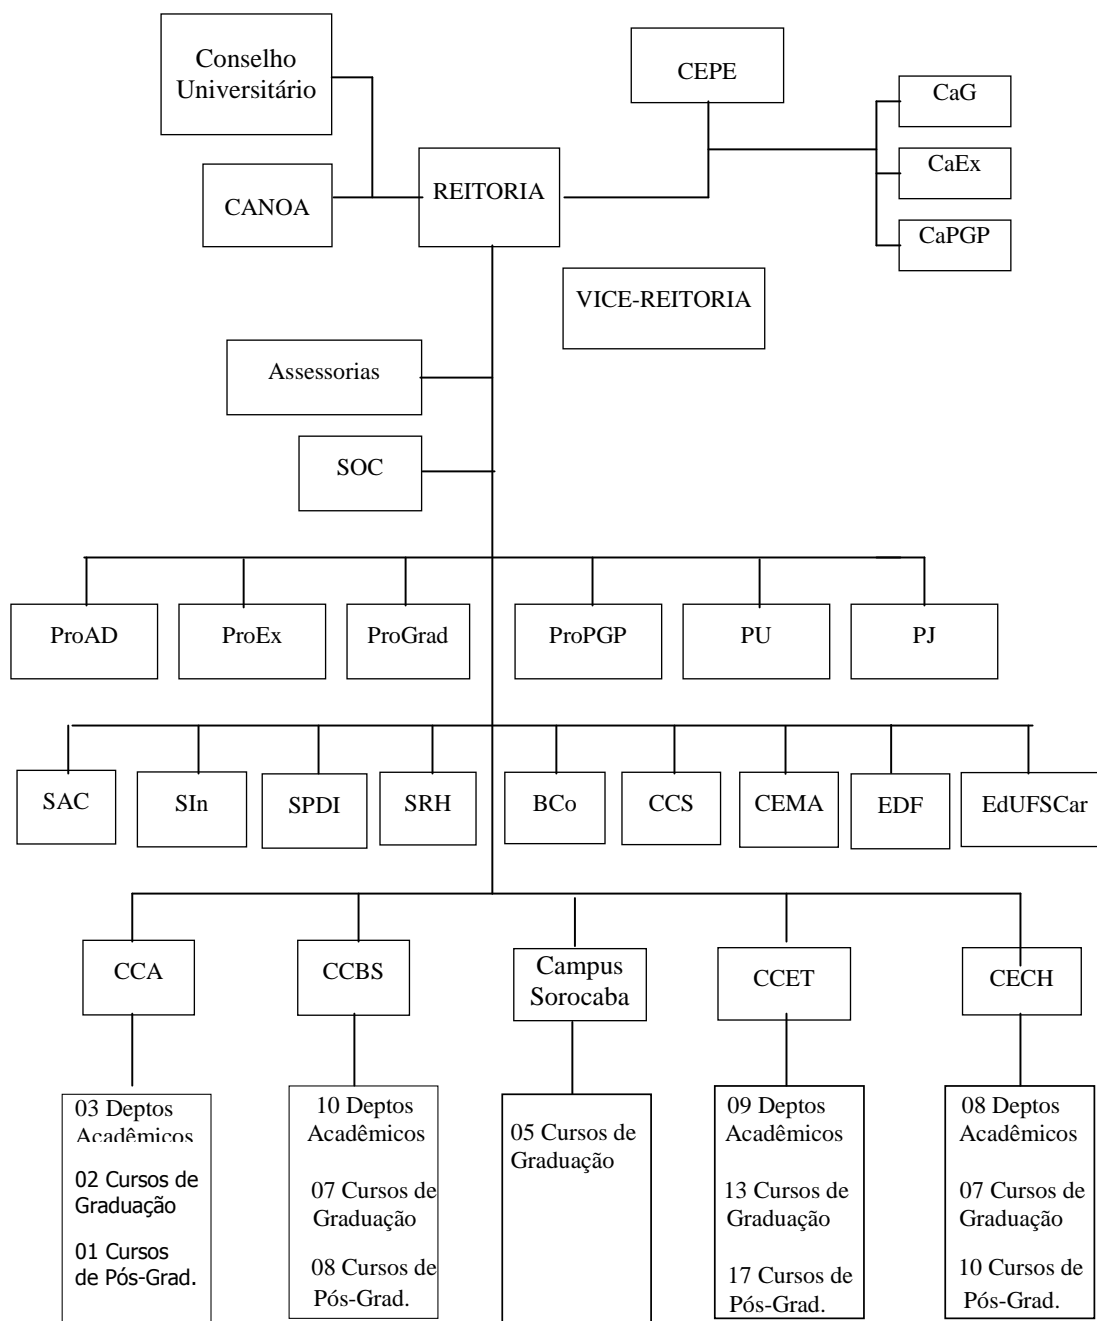 Conselho
Universitário
CEPE
CaG
CaEx
CaPGP
CANOA
REITORIA
VICE-REITORIA
Assessorias
SOC
ProAD
ProEx
ProGrad
ProPGP
PU
PJ
SAC
SIn
SPDI
SRH
BCo
CCS
CEMA
EDF
EdUFSCar
CCA
CCBS
Campus
Sorocaba
CCET
CECH
03 Deptos
Acadêmicos
02 Cursos de
Graduação
01 Cursos
de Pós-Grad.
10 Deptos
Acadêmicos
07 Cursos de
Graduação
08 Cursos de
Pós-Grad.
05 Cursos de
Graduação
09 Deptos
Acadêmicos
13 Cursos de
Graduação
17 Cursos de
Pós-Grad.
08 Deptos
Acadêmicos
07 Cursos de
Graduação
10 Cursos de
Pós-Grad.